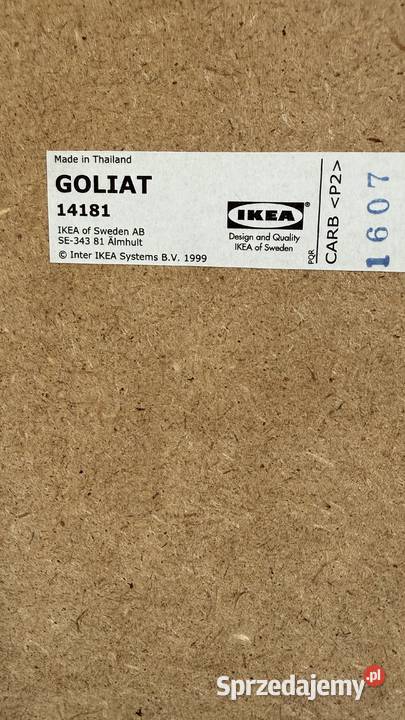 Made in Thailand
GOLIAT
14181
IKEA of Sweden AB
SE-343 81 Älmhult
© Inter IKEA Systems B.V. 1999
IKEA®
Design and Quality
IKEA of Sweden
PQR
CARB <P2>
1607
Sprzedajemy.pl